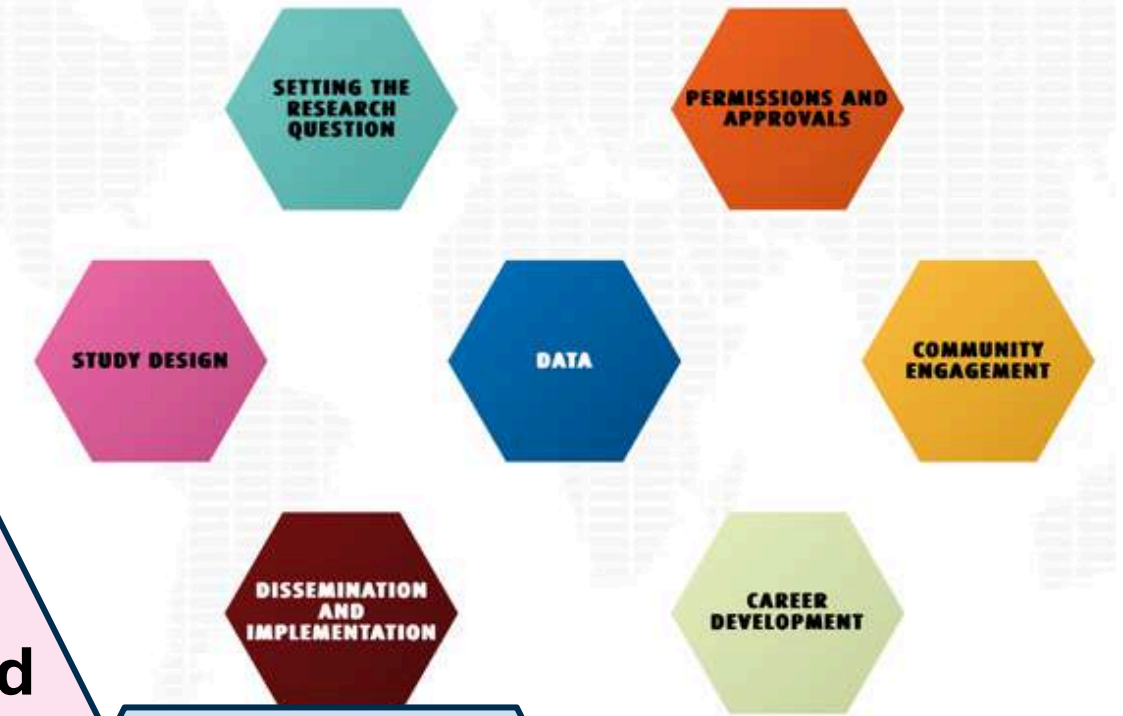 SETTING THE
RESEARCH
QUESTION
PERMISSIONS AND
APPROVALS
STUDY DESIGN
DATA
COMMUNITY
ENGAGEMENT
DISSEMINATION
AND
IMPLEMENTATION
CAREER
DEVELOPMENT